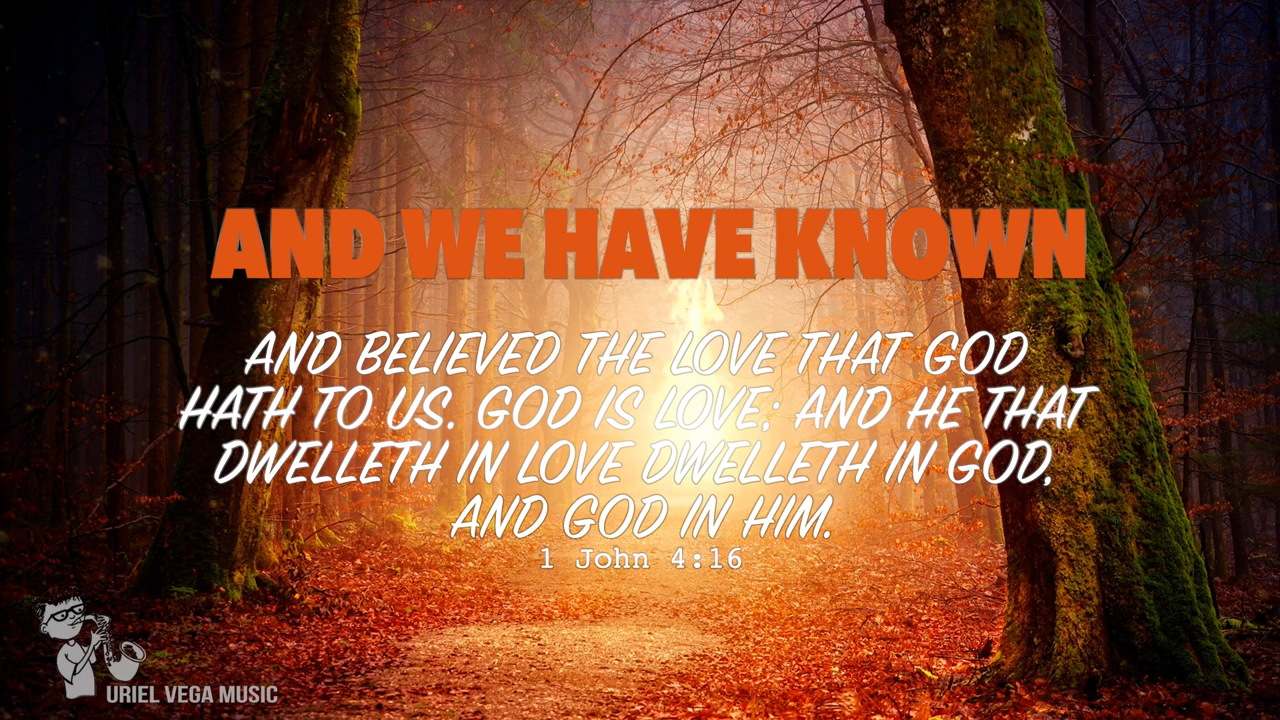 AND WE HAVE KNOWN
AND BELIEVED THE LOVE THAT GOD
HATH TO US. GOD IS LOVE; AND HE THAT
DWELLETH IN LOVE DWELLETH IN GOD,
AND GOD IN HIM.
1 John 4:16
URIEL VEGA MUSIC